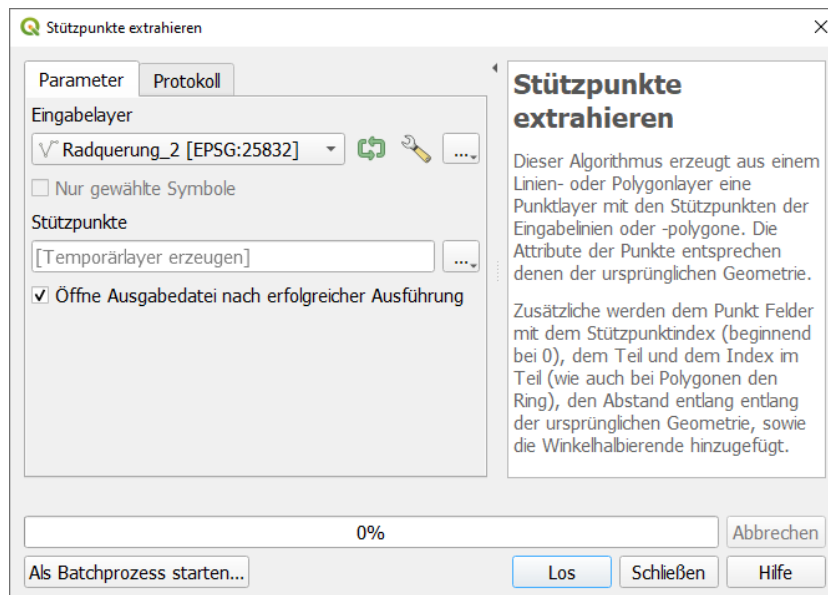 Stützpunkte extrahieren
Parameter
Protokoll
Eingabelayer
Radquerung_2 [EPSG:25832]
...
Nur gewählte Symbole
Stützpunkte
[Temporärlayer erzeugen]
...
Öffne Ausgabedatei nach erfolgreicher Ausführung
Stützpunkte
extrahieren
Dieser Algorithmus erzeugt aus einem
Linien- oder Polygonlayer eine
Punktlayer mit den Stützpunkten der
Eingabelinien oder -polygone. Die
Attribute der Punkte entsprechen
denen der ursprünglichen Geometrie.
Zusätzliche werden dem Punkt Felder
mit dem Stützpunktindex (beginnend
bei 0), dem Teil und dem Index im
Teil (wie auch bei Polygonen den
Ring), den Abstand entlang entlang
der ursprünglichen Geometrie, sowie
die Winkelhalbierende hinzugefügt.
0%
Abbrechen
Als Batchprozess starten...
Los
Schließen
Hilfe